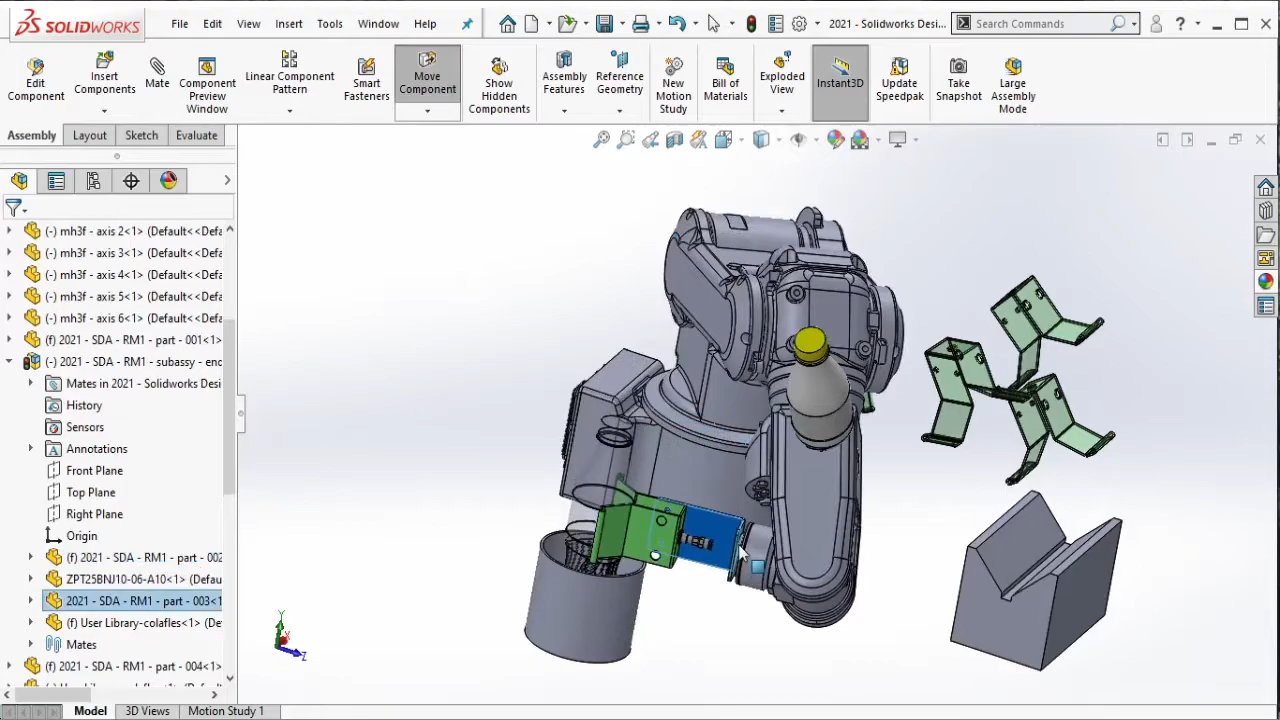 SOLIDWORKS File Edit View Insert Tools Window Help 2021 - Solidworks Desi... Search Commands ?
Edit Component
Insert Components
Mate
Component Preview Window
Linear Component Pattern
Smart Fasteners
Move Component
Show Hidden Components
Assembly Features
Reference Geometry
New Motion Study
Bill of Materials
Exploded View
Instant3D
Update Speedpak
Take Snapshot
Large Assembly Mode
Assembly Layout Sketch Evaluate
(-) mh3f - axis 2<1> (Default<<Defa
(-) mh3f - axis 3<1> (Default<<Defa
(-) mh3f - axis 4<1> (Default<<Defa
(-) mh3f - axis 5<1> (Default<<Defa
(-) mh3f - axis 6<1> (Default<<Defa
(f) 2021 - SDA - RM1 - part - 001<1>
(-) 2021 - SDA - RM1 - subassy - enc
Mates in 2021 - Solidworks Desi
History
Sensors
A Annotations
Front Plane
Top Plane
Right Plane
Origin
(f) 2021 - SDA - RM1 - part - 002
ZPT25BNJ10-06-A10<1> (Defau
2021 - SDA - RM1 - part - 003<1
(f) User Library-colafles<1> (De
Mates
(f) 2021 - SDA - RM1 - part - 004<1>
Y
X
Z
Model 3D Views Motion Study 1